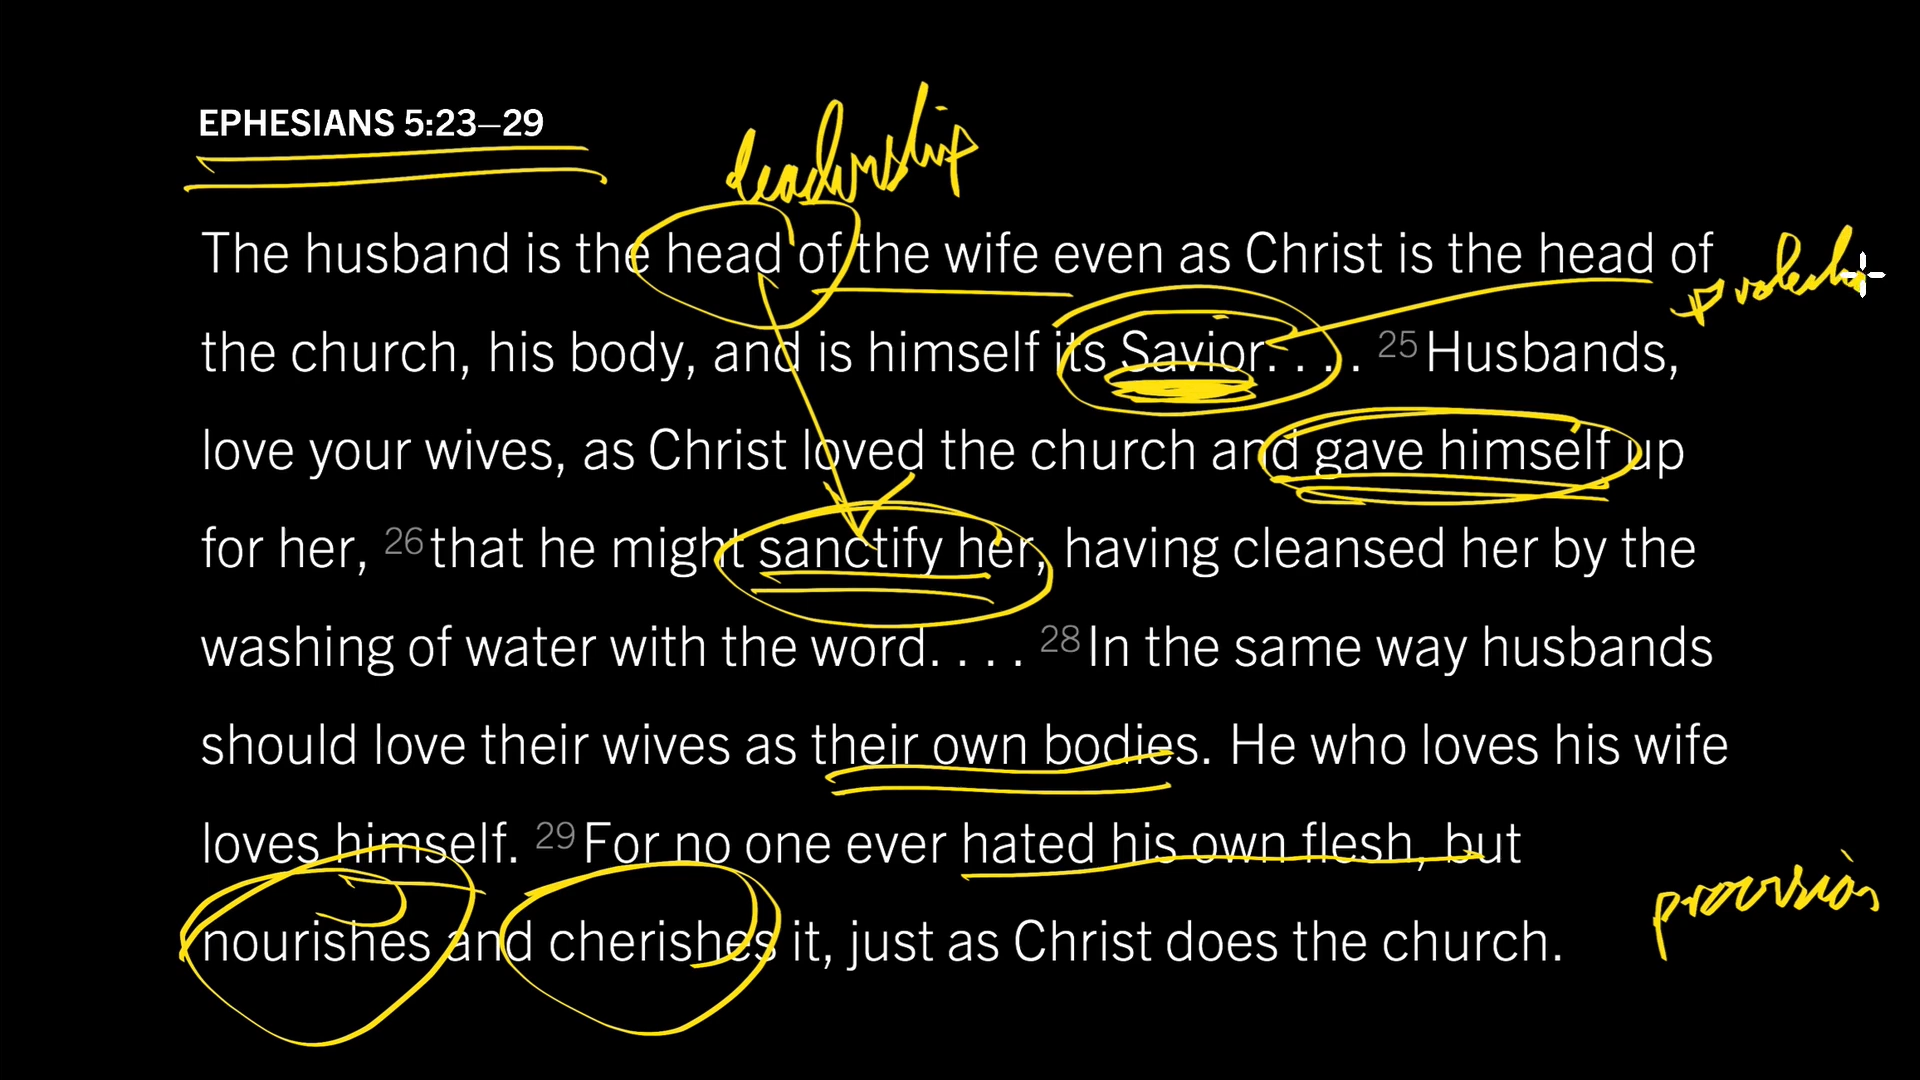 EPHESIANS 5:23–29
leadership
The husband is the head of the wife even as Christ is the head of
the church, his body, and is himself its Savior. . . . 25 Husbands,
love your wives, as Christ loved the church and gave himself up
for her, 26 that he might sanctify her, having cleansed her by the
washing of water with the word. . . . 28 In the same way husbands
should love their wives as their own bodies. He who loves his wife
loves himself. 29 For no one ever hated his own flesh, but
provision
nourishes and cherishes it, just as Christ does the church.